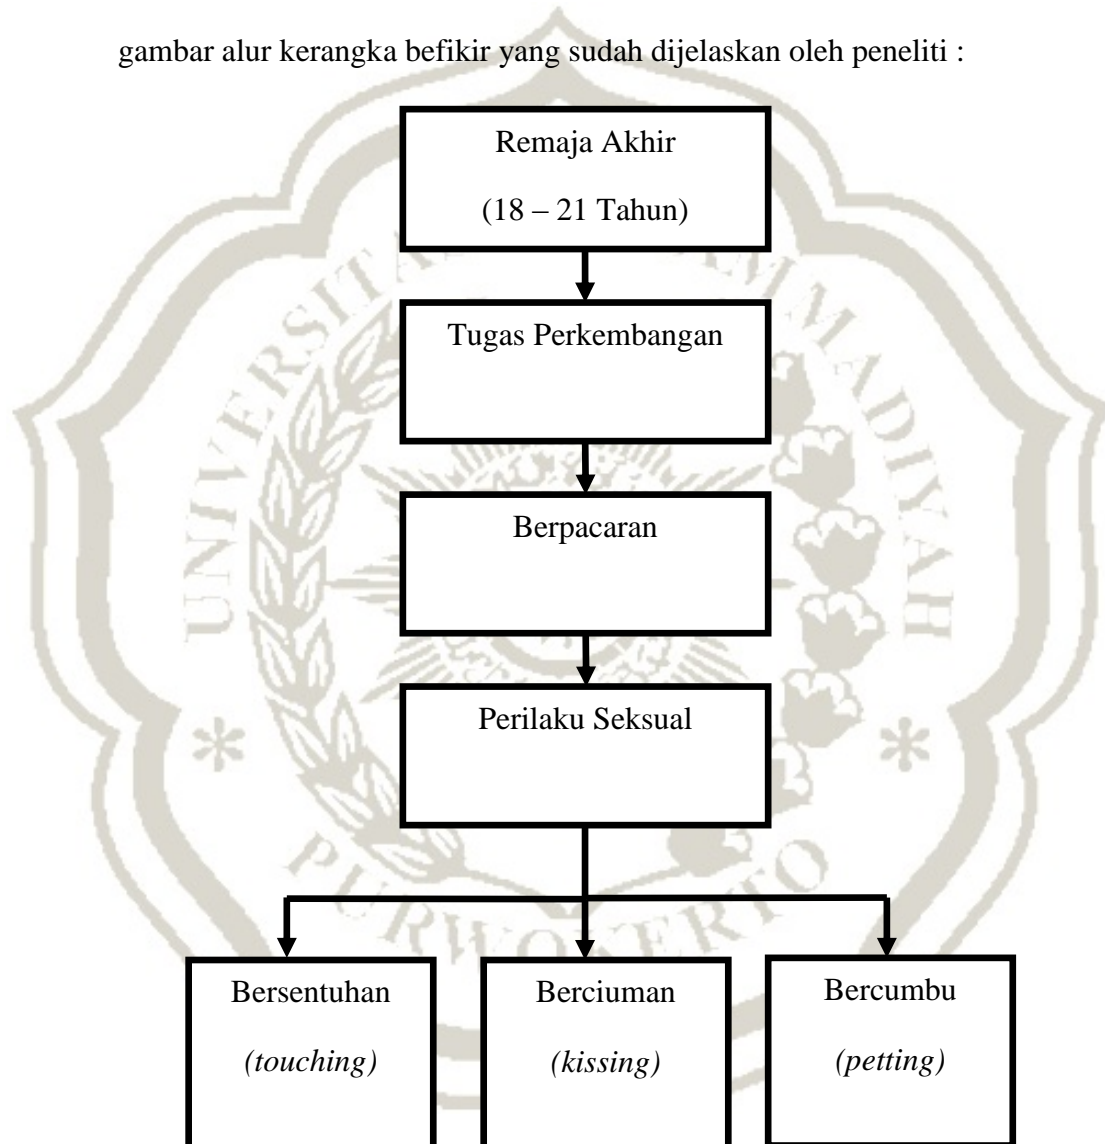 gambar alur kerangka befikir yang sudah dijelaskan oleh peneliti :
Remaja Akhir
(18 – 21 Tahun)
Tugas Perkembangan
Berpacaran
Perilaku Seksual
Bersentuhan
(touching)
Berciuman
(kissing)
Bercumbu
(petting)
PURWOKERTO